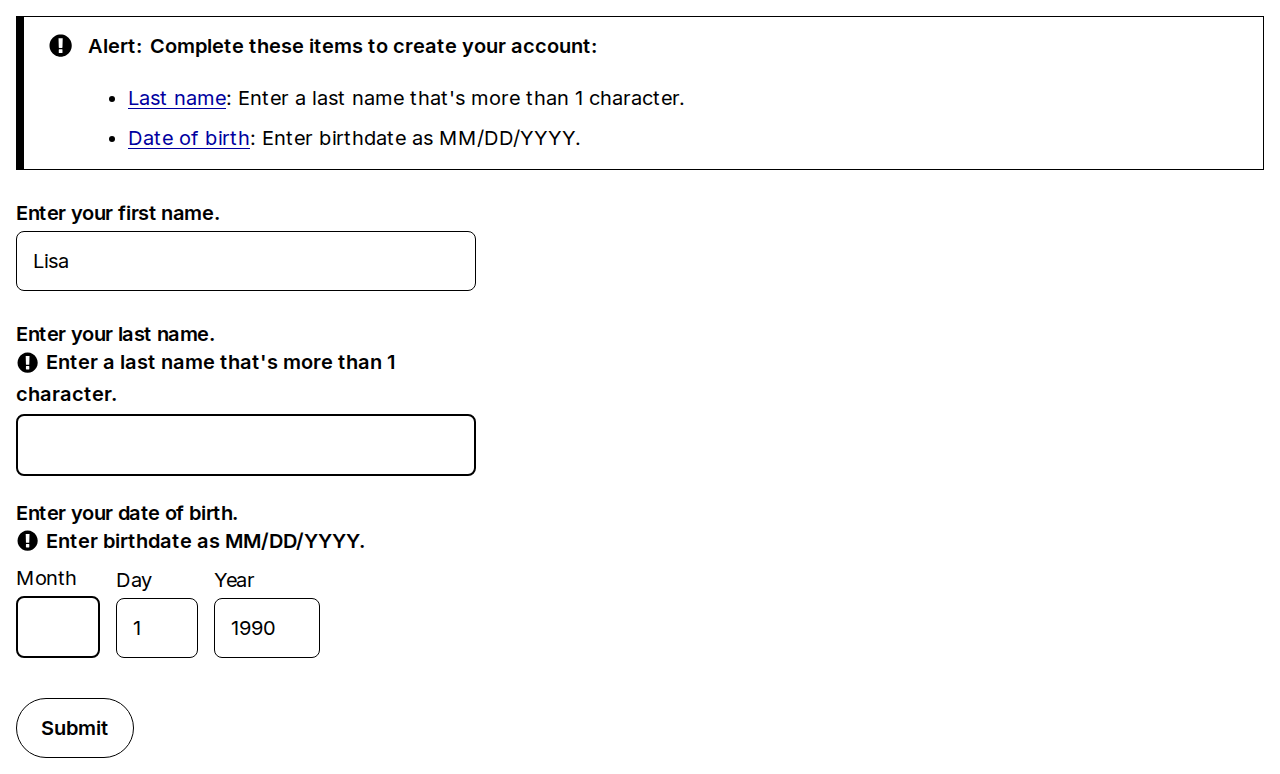 Alert: Complete these items to create your account:
Last name: Enter a last name that's more than 1 character.
Date of birth: Enter birthdate as MM/DD/YYYY.
Enter your first name.
Lisa
Enter your last name.
Enter a last name that's more than 1
character.
Enter your date of birth.
Enter birthdate as MM/DD/YYYY.
Month Day Year
1 1990
Submit